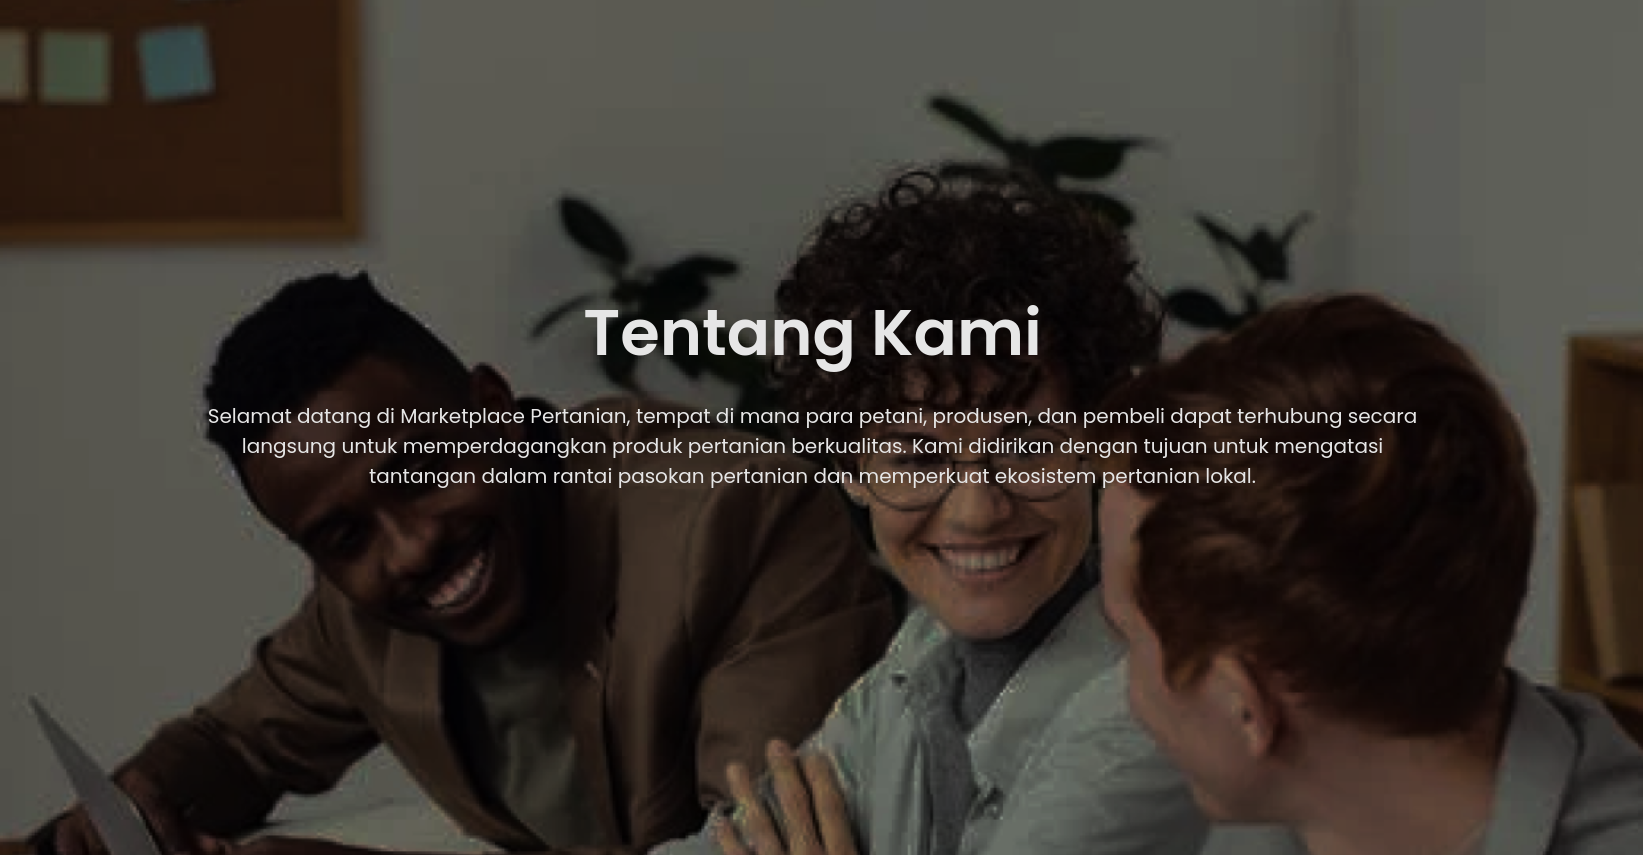 Tentang Kami
Selamat datang di Marketplace Pertanian, tempat di mana para petani, produsen, dan pembeli dapat terhubung secara
langsung untuk memperdagangkan produk pertanian berkualitas. Kami didirikan dengan tujuan untuk mengatasi
tantangan dalam rantai pasokan pertanian dan memperkuat ekosistem pertanian lokal.